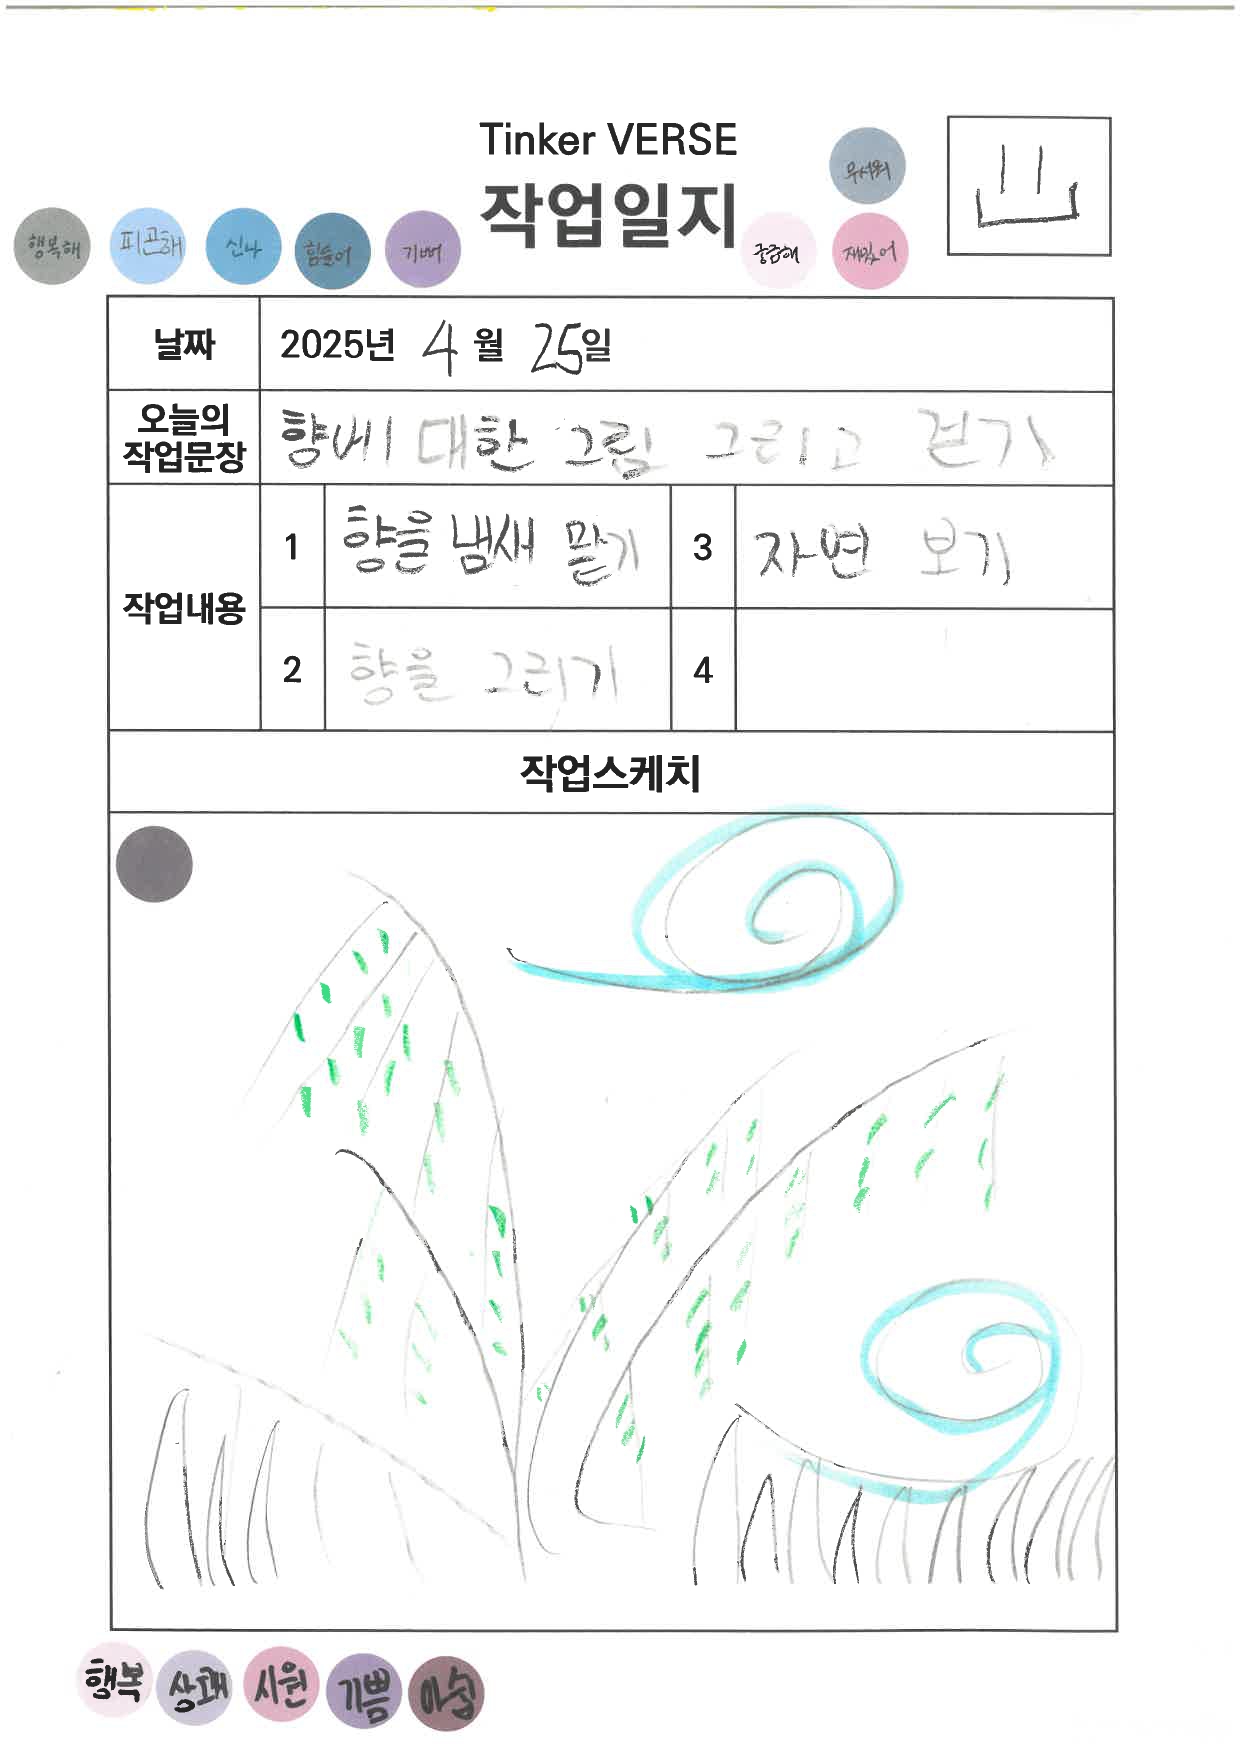 Tinker VERSE
작업일지
무서워
행복해 피곤해 신나 힘들어 기뻐 궁금해 재밌어
날짜 2025년 4월 25일
오늘의 작업문장 향베 대한 그림 그리고 걷기
작업내용
1 향을 냄새 맡기
3 자연 보기
2 향을 그리기
4
작업스케치
행복 상쾌 시원 기쁨 아쉽